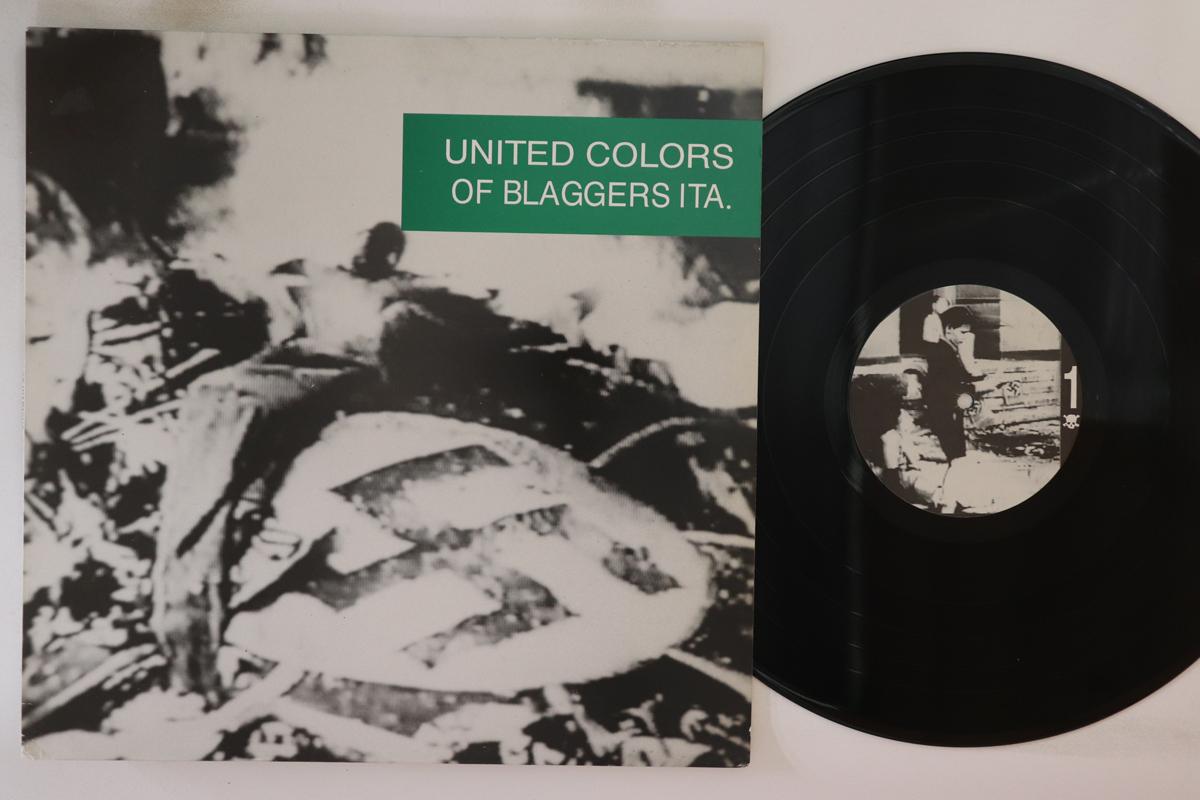 UNITED COLORS
OF BLAGGERS ITA.
1